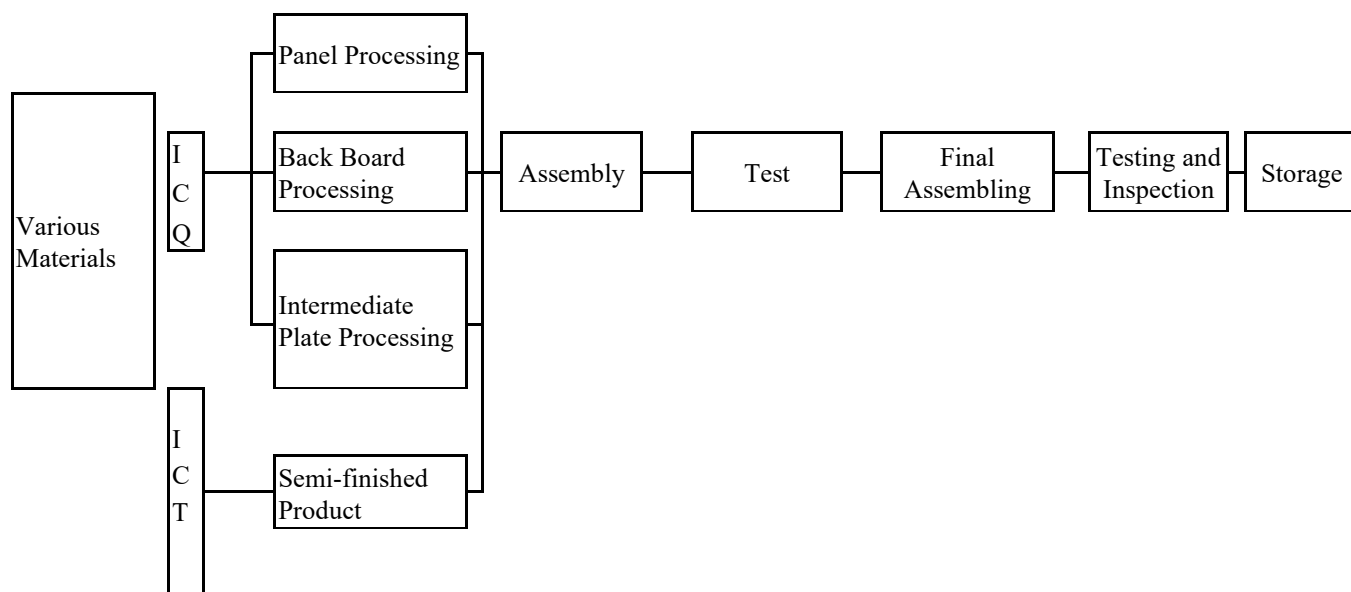 Various
Materials
I
C
Q
I
C
T
Panel Processing
Back Board
Processing
Intermediate
Plate Processing
Semi-finished
Product
Assembly
Test
Final
Assembling
Testing and
Inspection
Storage